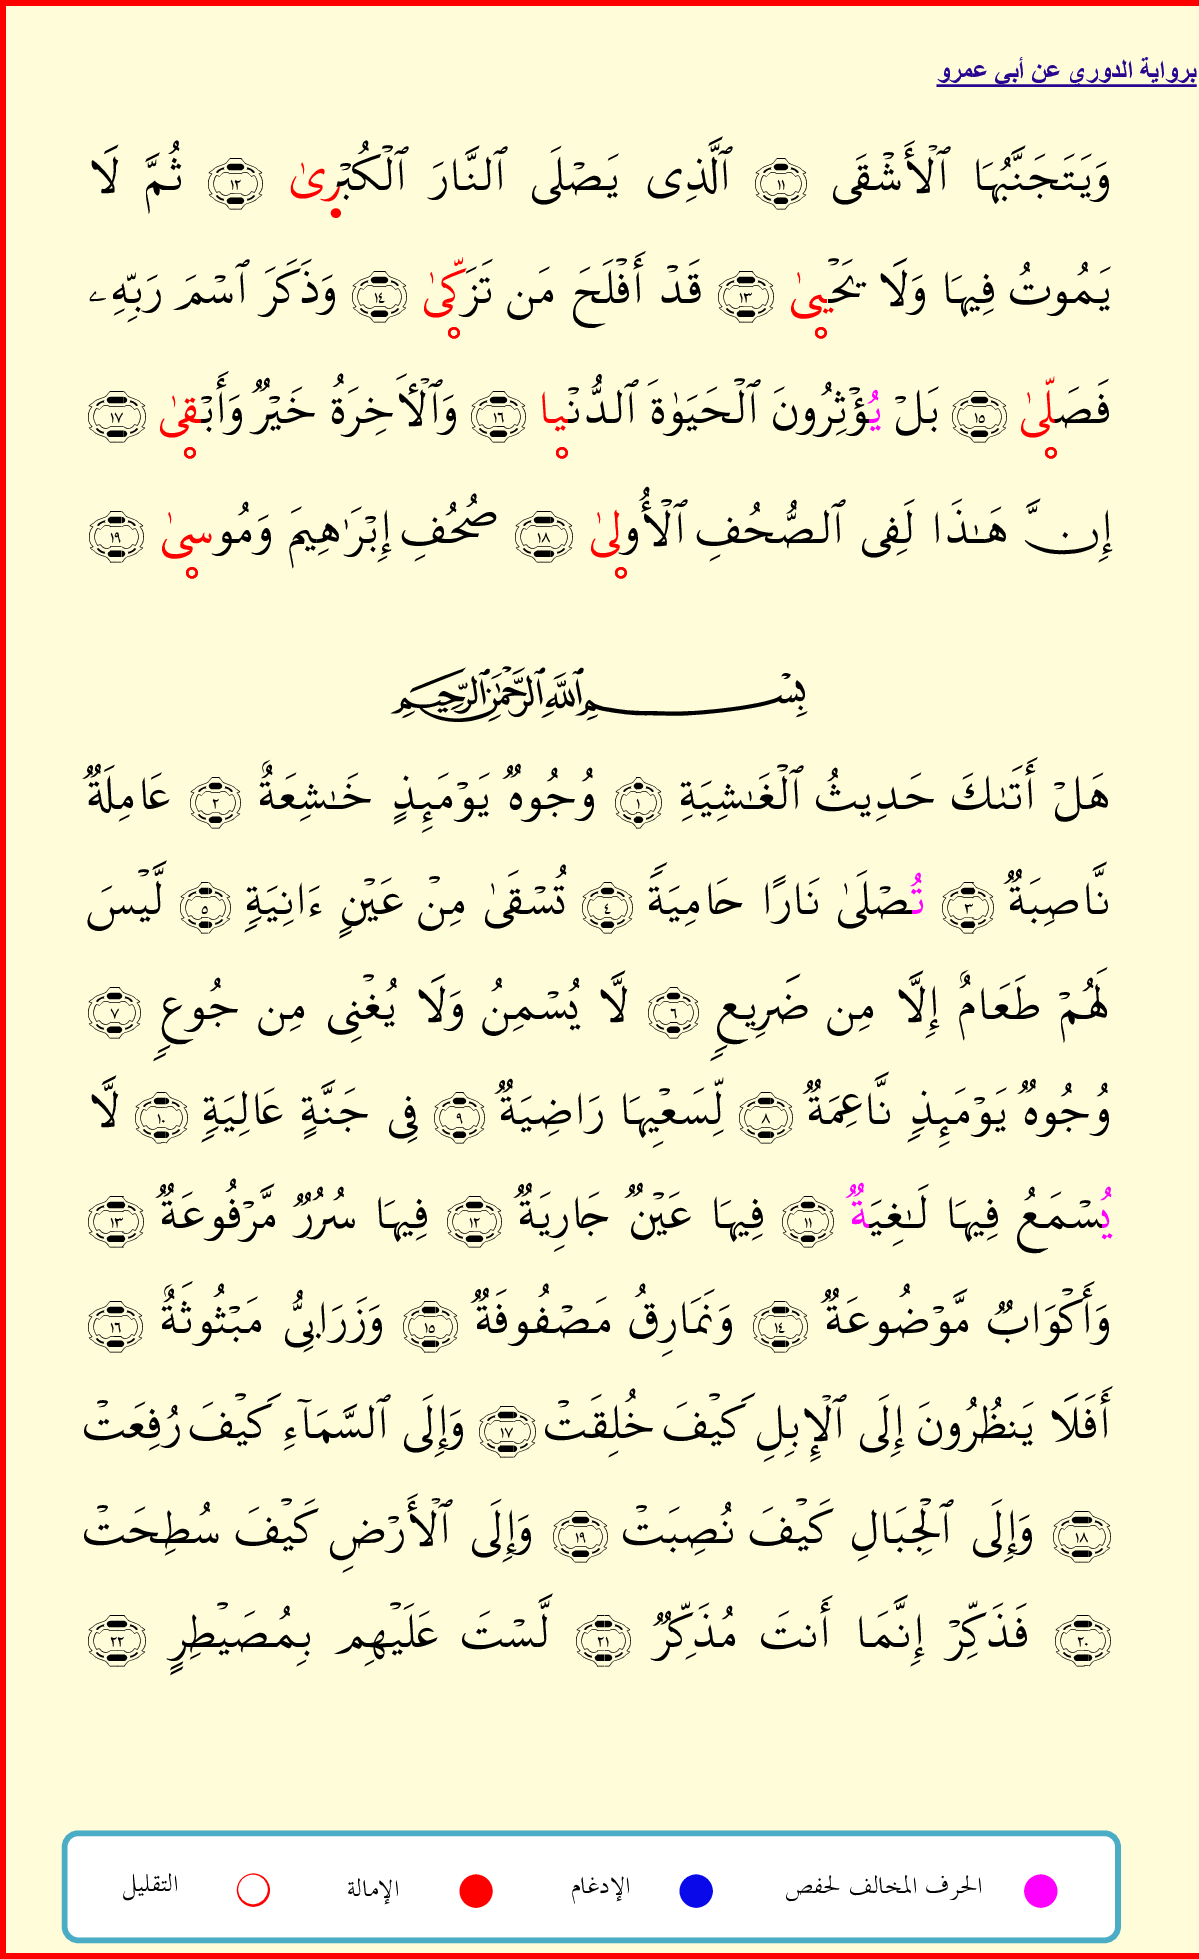 برواية الدوري عن أبي عمرو
وَيَتَجَنَّبُهَا ٱلۡأَشۡقَى ١١ ٱلَّذِى يَصۡلَى ٱلنَّارَ ٱلۡكُبۡرِىٰ ١٢ ثُمَّ لَا
يَمُوتُ فِيهَا وَلَا يَحۡيىٰ ١٣ قَدۡ أَفۡلَحَ مَن تَزَكّىٰ ١٤ وَذَكَرَ ٱسۡمَ رَبِّهِۦ
فَصَلّىٰ ١٥ بَلۡ يُؤۡثِرُونَ ٱلۡحَيَوٰةَ ٱلدُّنۡيا ١٦ وَٱلۡأَخِرَةُ خَيۡرٌ وَأَبۡقىٰ ١٧
إِنَّ هَـٰذَا لَفِى ٱلصُّحُفِ ٱلۡأُولىٰ ١٨ صُحُفِ إِبۡرَٰهِيمَ وَمُوسىٰ ١٩
بِسۡمِ ٱللَّهِ ٱلرَّحۡمَٰنِ ٱلرَّحِيمِ
هَلۡ أَتَىٰكَ حَدِيثُ ٱلۡغَـٰشِيَةِ ١ وُجُوهٌ يَوۡمَئِذٍ خَـٰشِعَةٌ ٢ عَامِلَةٌ
نَّاصِبَةٌ ٣ تُصۡلَىٰ نَارًا حَامِيَةً ٤ تُسۡقَىٰ مِنۡ عَيۡنٍ ءَانِيَةٍ ٥ لَّيۡسَ
لَهُمۡ طَعَامٌ إِلَّا مِن ضَرِيعٍ ٦ لَّا يُسۡمِنُ وَلَا يُغۡنِى مِن جُوعٍ ٧
وُجُوهٌ يَوۡمَئِذٍ نَّاعِمَةٌ ٨ لِّسَعۡيِهَا رَاضِيَةٌ ٩ فِى جَنَّةٍ عَالِيَةٍ ١٠ لَّا
يُسۡمَعُ فِيهَا لَـٰغِيَةٌ ١١ فِيهَا عَيۡنٌ جَارِيَةٌ ١٢ فِيهَا سُرُرٌ مَّرۡفُوعَةٌ ١٣
وَأَكۡوَابٌ مَّوۡضُوعَةٌ ١٤ وَنَمَارِقُ مَصۡفُوفَةٌ ١٥ وَزَرَابِىُّ مَبۡثُوثَةٌ ١٦
أَفَلَا يَنظُرُونَ إِلَى ٱلۡإِبِلِ كَيۡفَ خُلِقَتۡ ١٧ وَإِلَى ٱلسَّمَآءِ كَيۡفَ رُفِعَتۡ
١٨ وَإِلَى ٱلۡجِبَالِ كَيۡفَ نُصِبَتۡ ١٩ وَإِلَى ٱلۡأَرۡضِ كَيۡفَ سُطِحَتۡ
٢٠ فَذَكِّرۡ إِنَّمَا أَنتَ مُذَكِّرٌ ٢١ لَّسۡتَ عَلَيۡهِم بِمُصَيۡطِرٍ ٢٢
الحرف المخالف لحفص الإدغام الإمالة التقليل